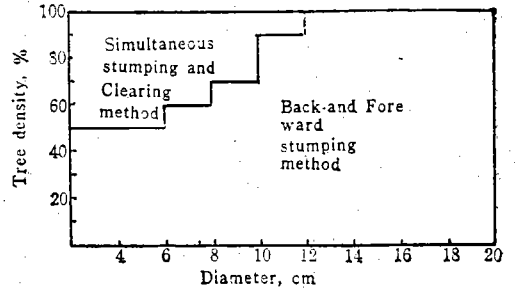 100
80
60
40
20
Tree density, %
Simultaneous
stumping and
Clearing
method
Back-and Fore
ward
stumping
method
4 6 8 10 12 14 16 18 20
Diameter, cm